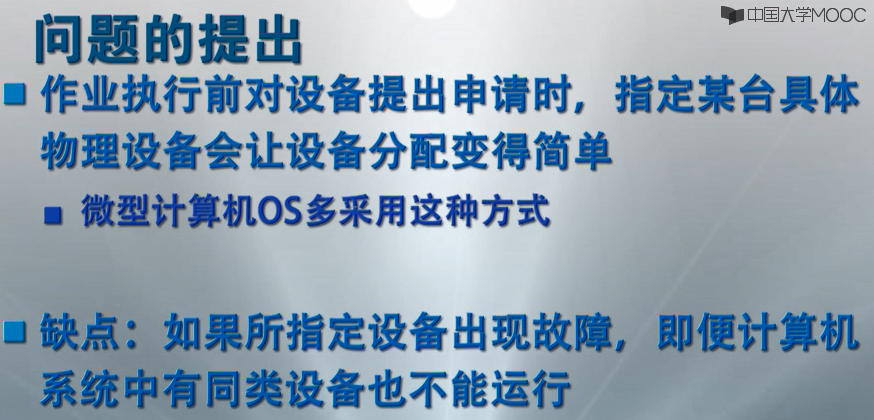 中国大学MOOC
问题的提出
作业执行前对设备提出申请时，指定某台具体
物理设备会让设备分配变得简单
微型计算机OS多采用这种方式
缺点：如果所指定设备出现故障，即便计算机
系统中有同类设备也不能运行